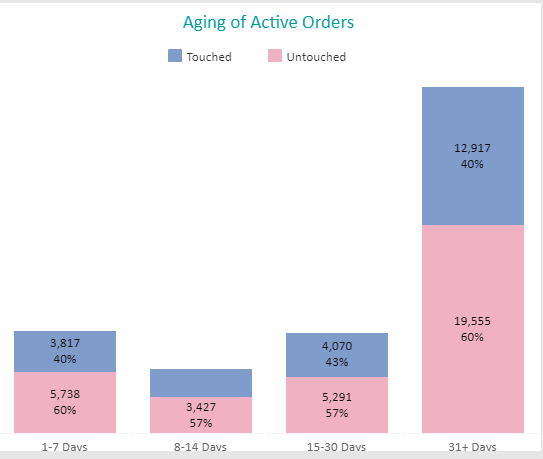 Aging of Active Orders
Touched
Untouched
12,917
40%
19,555
60%
3,817
40%
5,738
60%
3,427
57%
4,070
43%
5,291
57%
1-7 Days
8-14 Days
15-30 Days
31+ Days